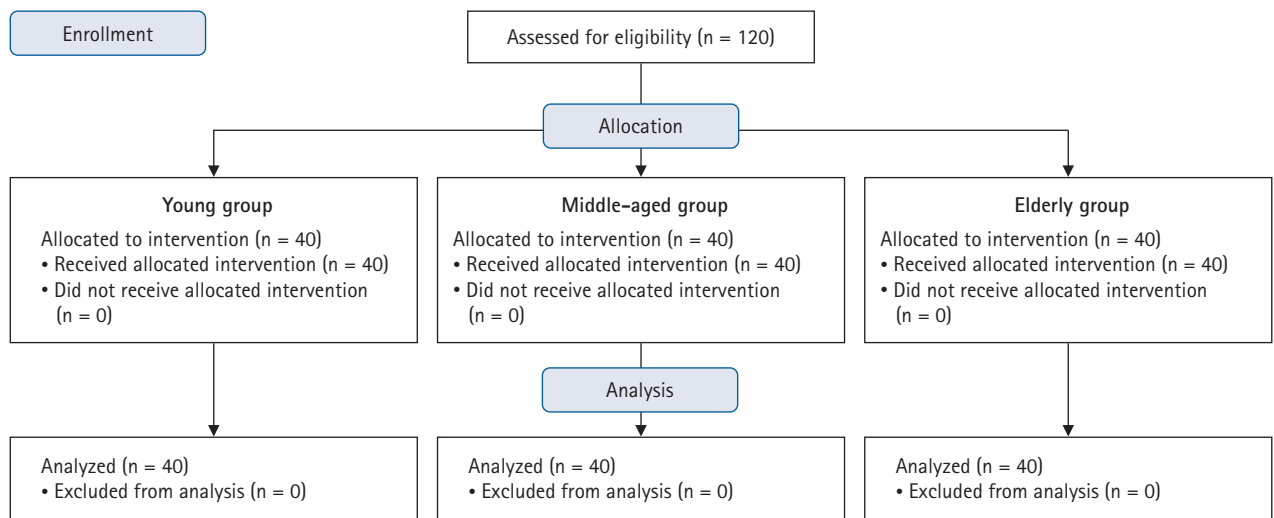 Enrollment
Assessed for eligibility (n = 120)
Allocation
Young group
Allocated to intervention (n = 40)
• Received allocated intervention (n = 40)
• Did not receive allocated intervention
(n = 0)
Middle-aged group
Allocated to intervention (n = 40)
• Received allocated intervention (n = 40)
• Did not receive allocated intervention
(n = 0)
Elderly group
Allocated to intervention (n = 40)
• Received allocated intervention (n = 40)
• Did not receive allocated intervention
(n = 0)
Analysis
Analyzed (n = 40)
• Excluded from analysis (n = 0)
Analyzed (n = 40)
• Excluded from analysis (n = 0)
Analyzed (n = 40)
• Excluded from analysis (n = 0)